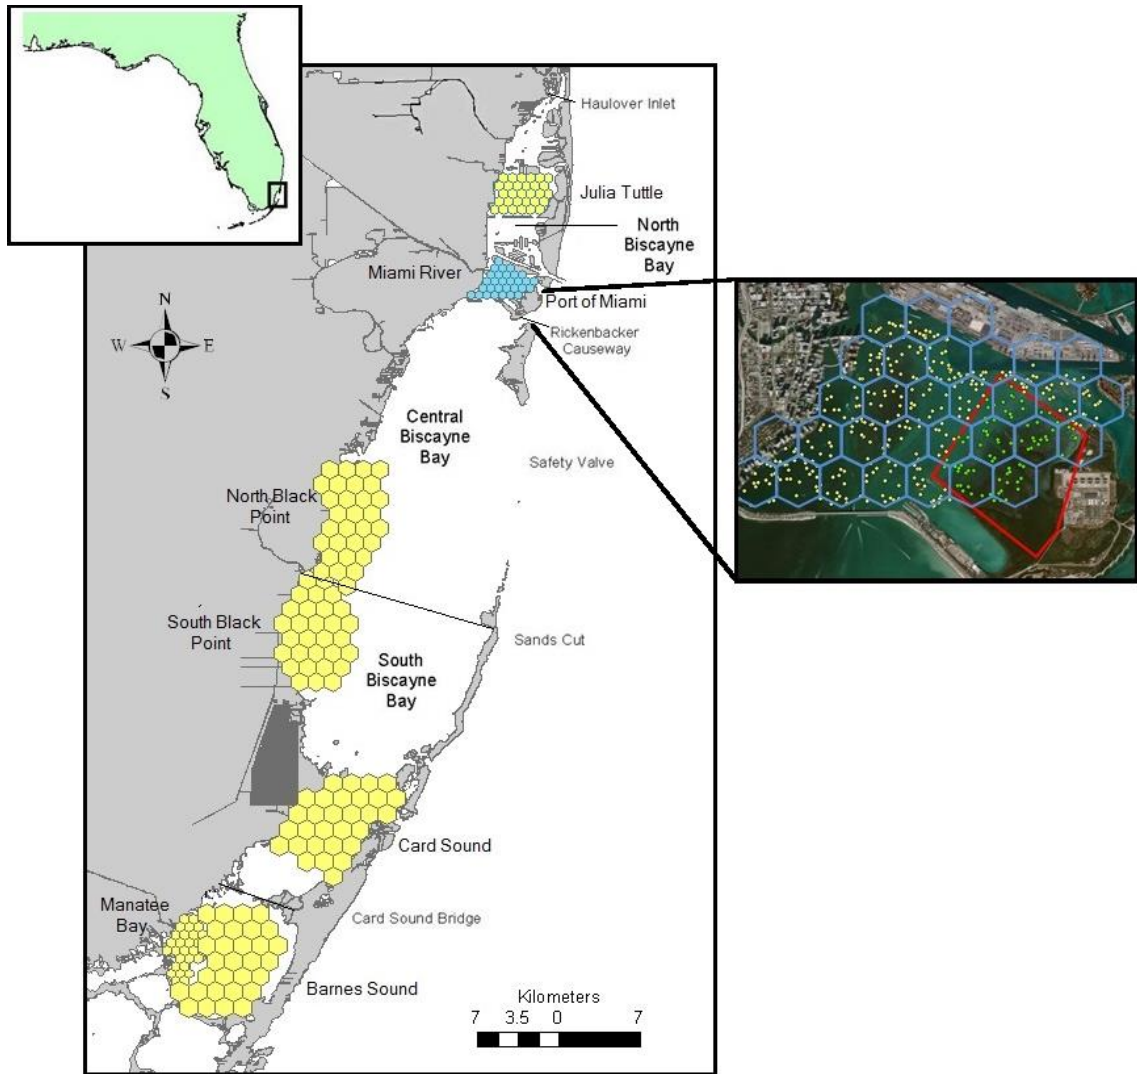 Haulover Inlet
Julia Tuttle
North
Biscayne
Bay
Miami River
Port of Miami
Rickenbacker
Causeway
N
W
E
S
Central
Biscayne
Bay
Safety Valve
North Black
Point
South Black
Point
Sands Cut
South
Biscayne
Bay
Card Sound
Manatee
Bay
Card Sound Bridge
Barnes Sound
Kilometers
7 3.5 0 7